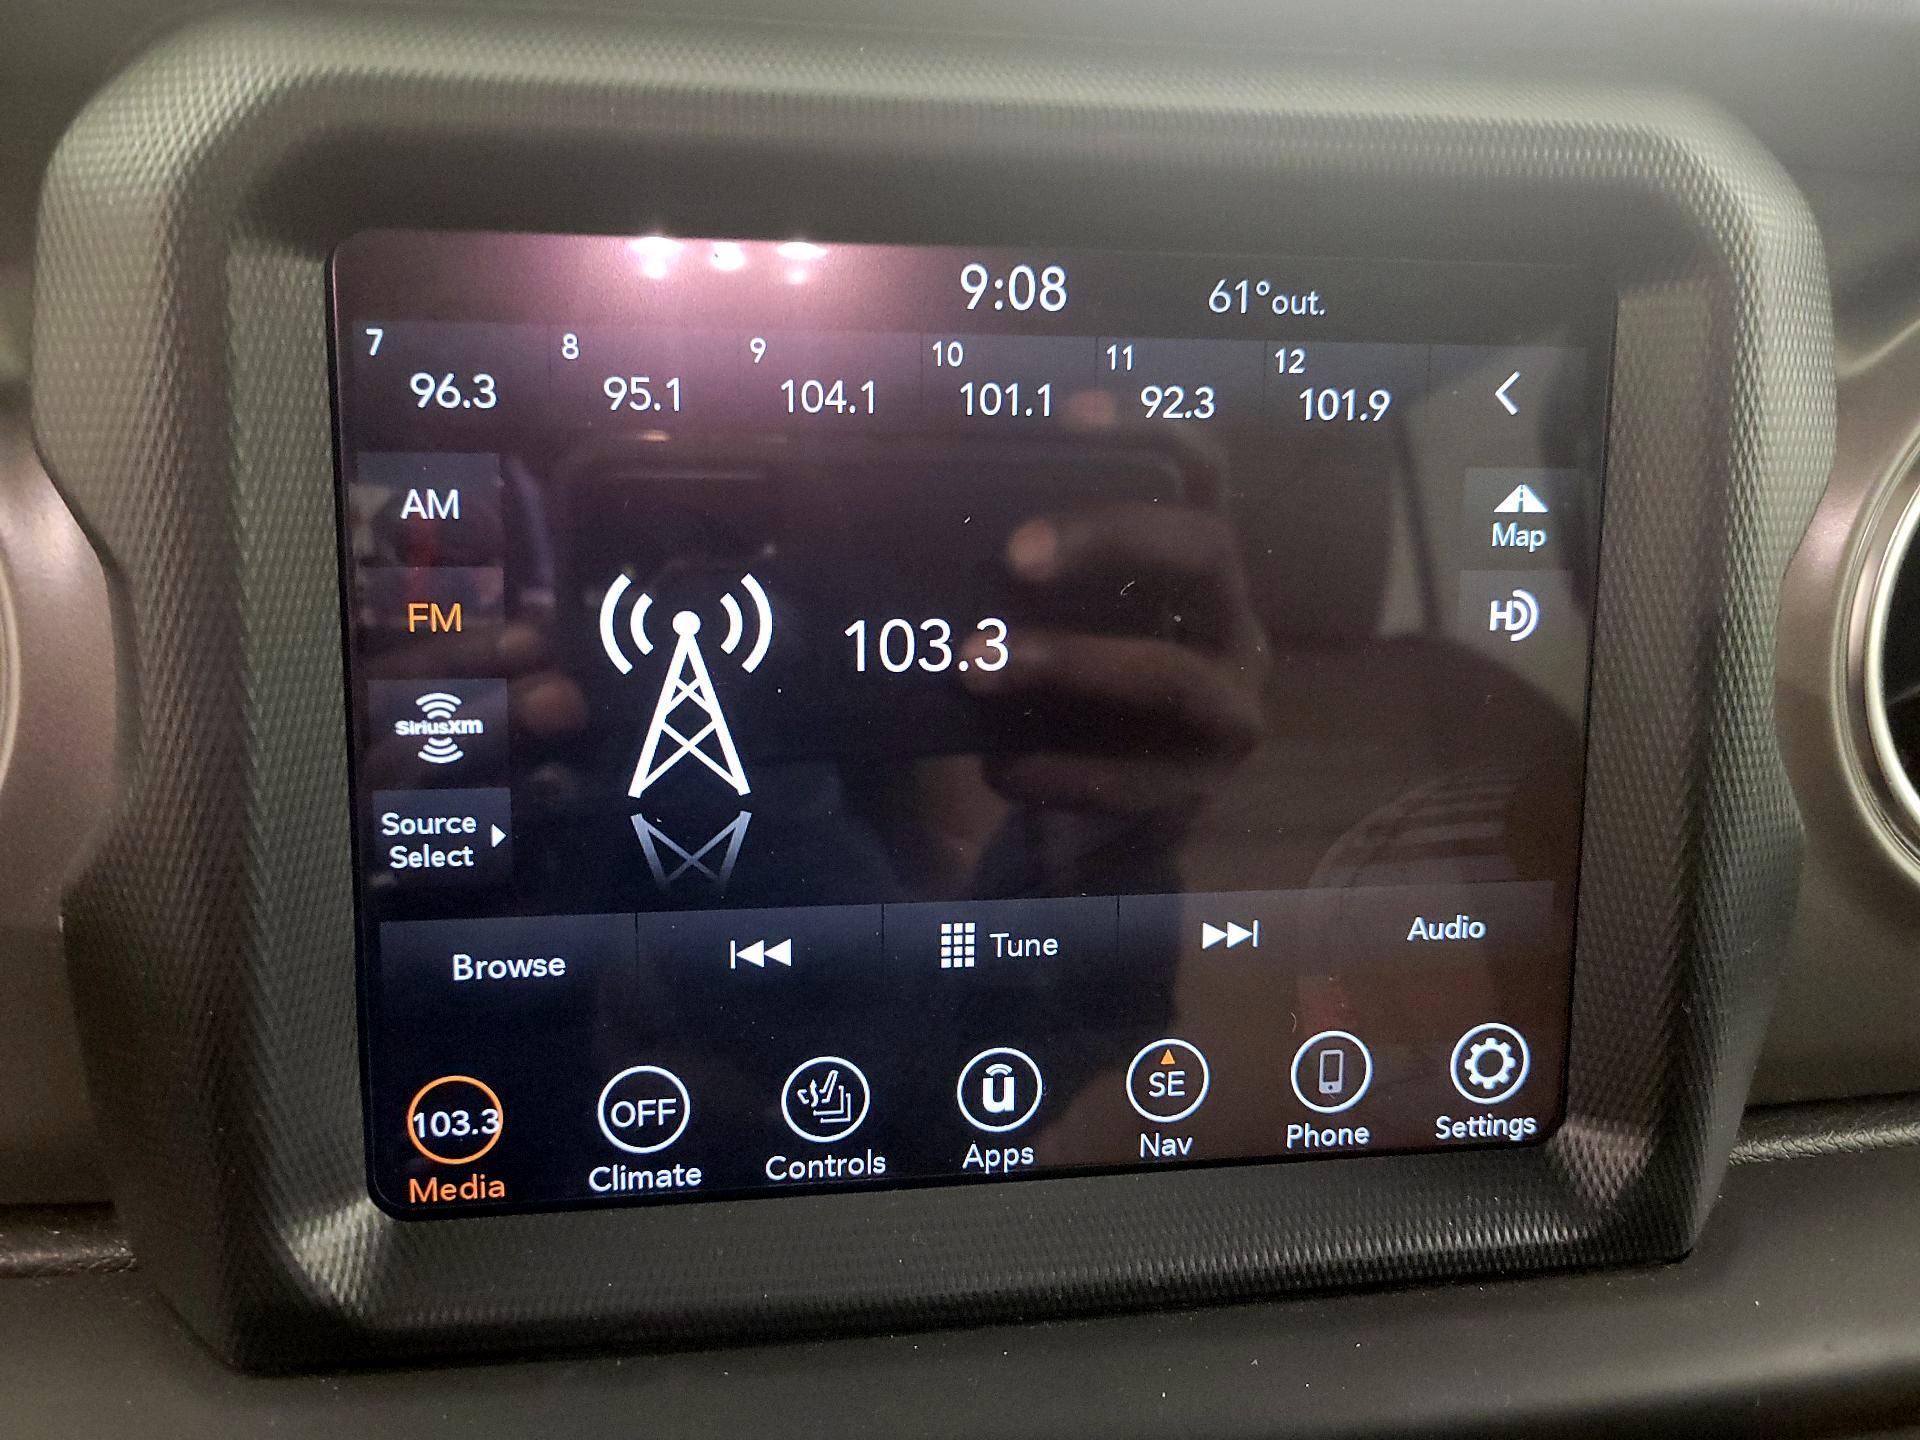 9:08 61°out.
7 8 9 10 11 12
96.3 95.1 104.1 101.1 92.3 101.9
AM
Map
FM
HD
103.3
SiriusXm
Source
Select
Browse Tune Audio
103.3 OFF u SE
Media Climate Controls Apps Nav Phone Settings